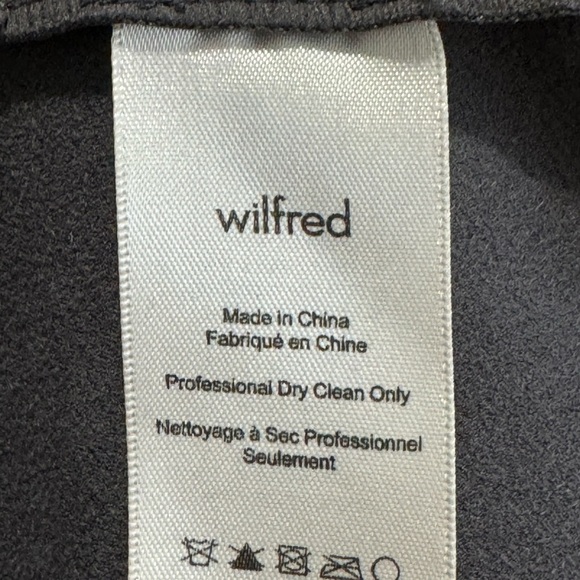 wilfred
Made in China
Fabriqué en Chine
Professional Dry Clean Only
Nettoyage à Sec Professionnel
Seulement